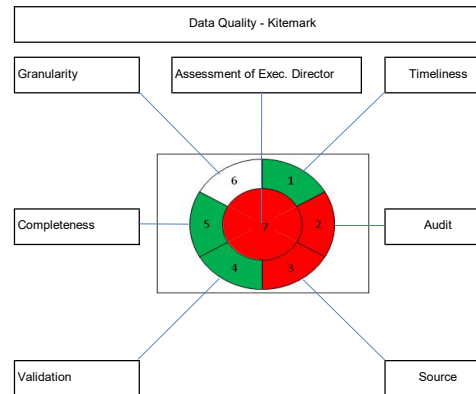 Data Quality - Kitemark
Granularity
Assessment of Exec. Director
Timeliness
6
1
Completeness
5
7
2
Audit
4
3
Validation
Source